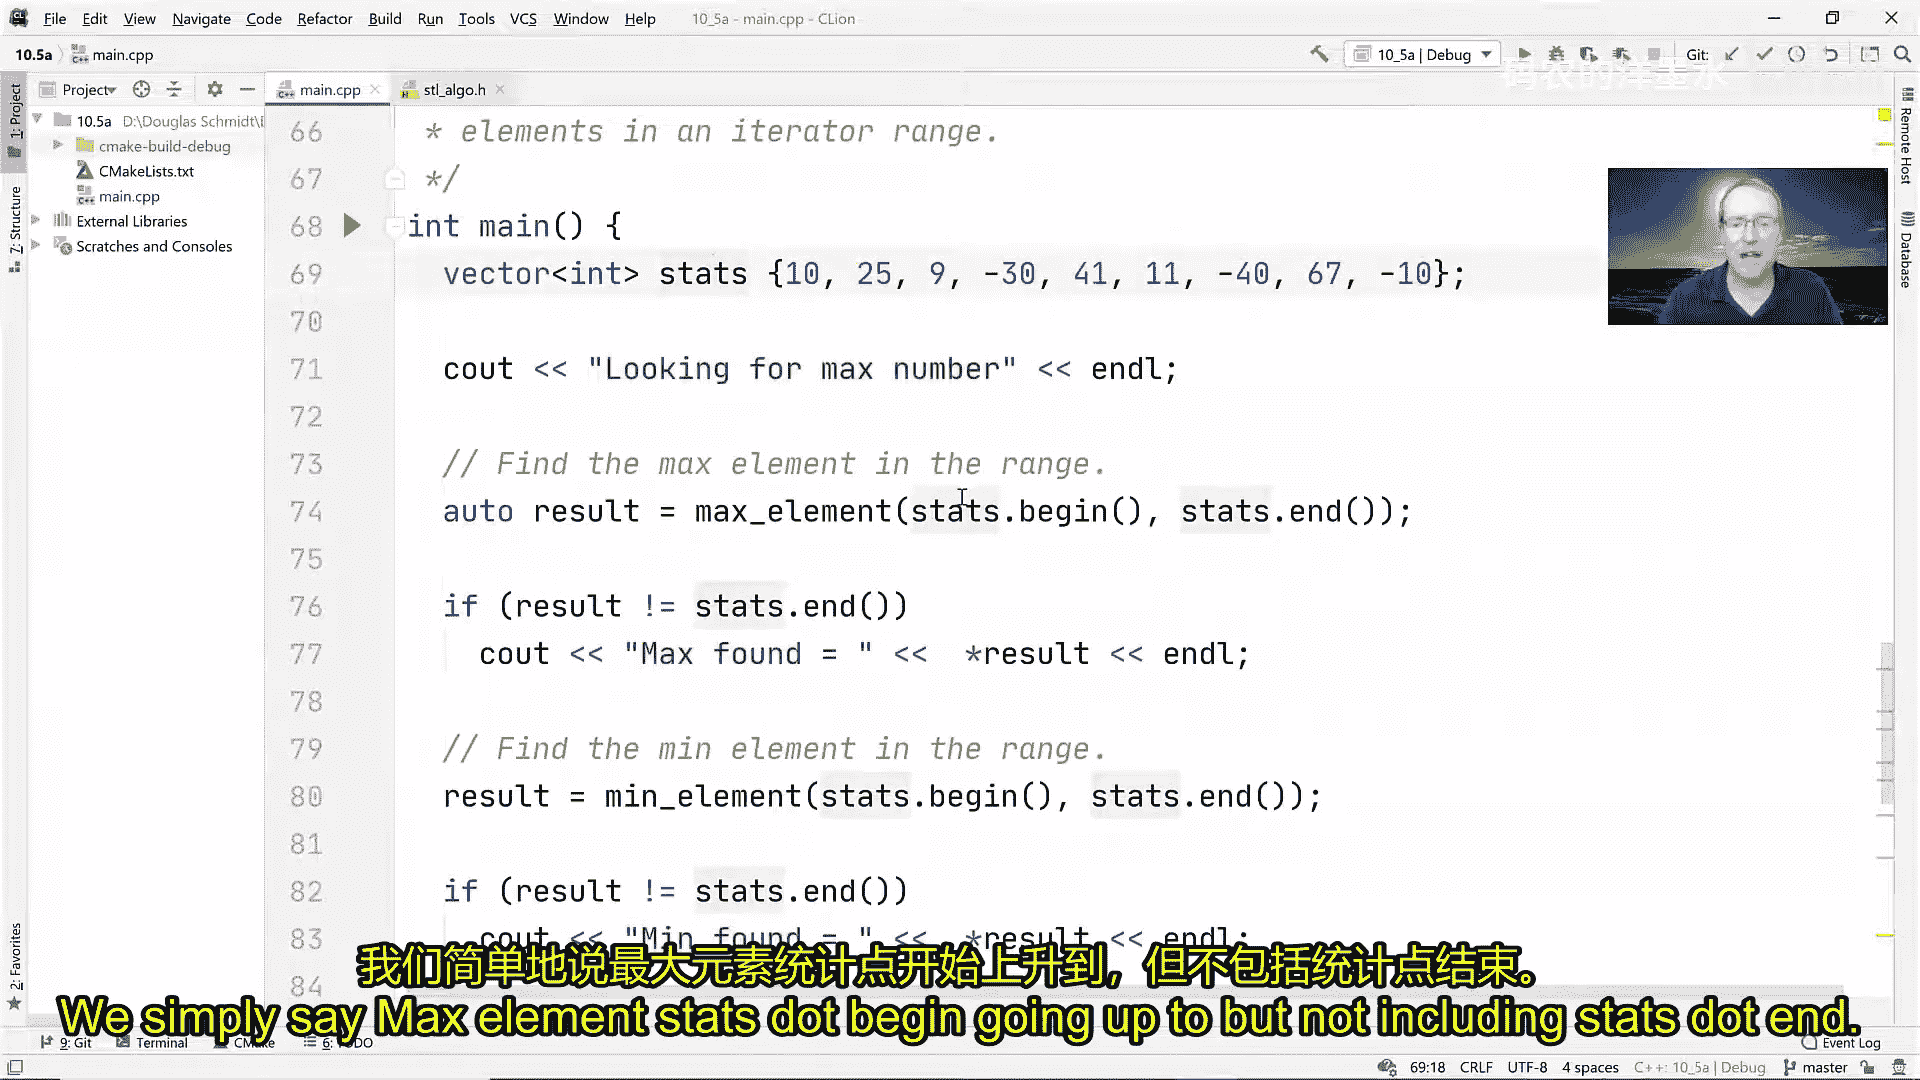 File Edit View Navigate Code Refactor Build Run Tools VCS Window Help 10_5a - main.cpp - CLion
10.5a main.cpp 10_5a | Debug Git:
Project main.cpp stl_algo.h
1: Project
7: Structure
2: Favorites
10.5a D:\Douglas Schmidt\
cmake-build-debug
CMakeLists.txt
main.cpp
External Libraries
Scratches and Consoles
66 * elements in an iterator range.
67 */
68 int main() {
69 vector<int> stats {10, 25, 9, -30, 41, 11, -40, 67, -10};
70
71 cout << "Looking for max number" << endl;
72
73 // Find the max element in the range.
74 auto result = max_element(stats.begin(), stats.end());
75
76 if (result != stats.end())
77 cout << "Max found = " << *result << endl;
78
79 // Find the min element in the range.
80 result = min_element(stats.begin(), stats.end());
81
82 if (result != stats.end())
83 cout << "Min found = " << *result << endl;
84
Remote Host
Database
我们简单地说最大元素统计点开始上升到，但不包括统计点结束。
We simply say Max element stats dot begin going up to but not including stats dot end.
9: Git Terminal CMake 6: TODO Event Log
69:18 CRLF UTF-8 4 spaces C++: 10_5a | Debug master